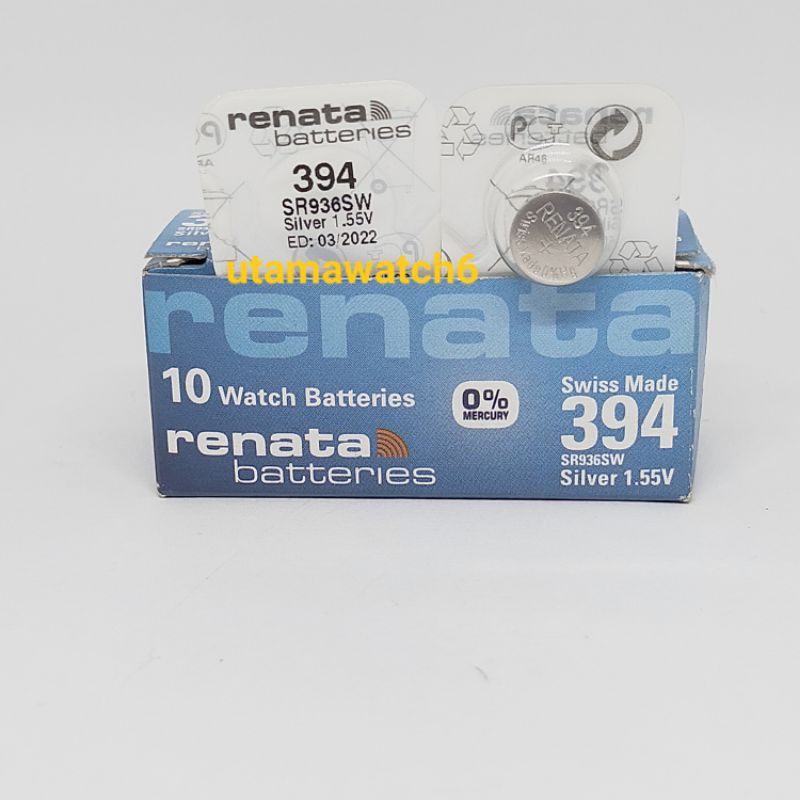 renata
batteries
394
SR936SW
Silver 1.55V
ED: 03/2022
394
RENATA
utamawatch6
renata
10 Watch Batteries
0%
MERCURY
renata
batteries
Swiss Made
394
SR936SW
Silver 1.55V